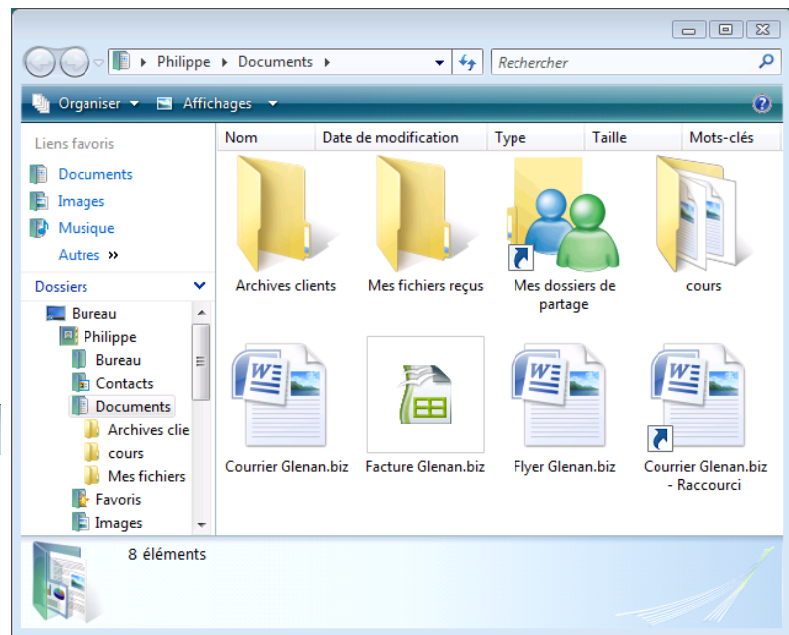 Philippe Documents
Rechercher
Organiser Affichages
Liens favoris
Documents
Images
Musique
Autres »
Dossiers
Bureau
Philippe
Bureau
Contacts
Documents
Archives clie
cours
Mes fichiers
Favoris
Images
Nom Date de modification Type Taille Mots-clés
Archives clients Mes fichiers reçus Mes dossiers de partage cours
Courrier Glenan.biz Facture Glenan.biz Flyer Glenan.biz Courrier Glenan.biz - Raccourci
8 éléments